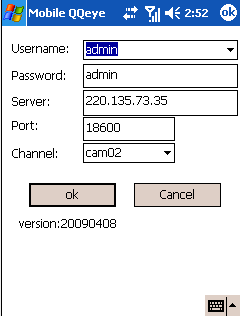 Mobile QQeye 2:52 ok
Username: admin
Password: admin
Server: 220.135.73.35
Port: 18600
Channel: cam02
ok Cancel
version:20090408